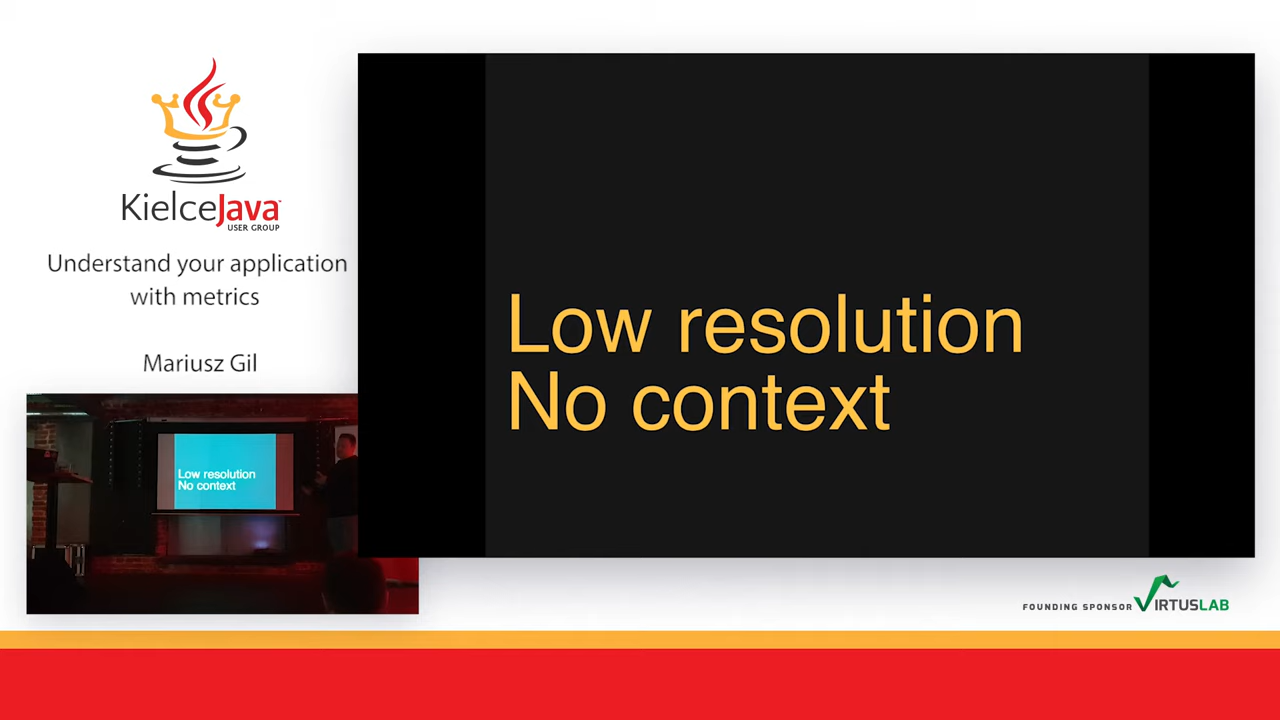 KielceJava
USER GROUP
Understand your application
with metrics
Mariusz Gil
Low resolution
No context
Low resolution
No context
FOUNDING SPONSOR VIRTUSLAB